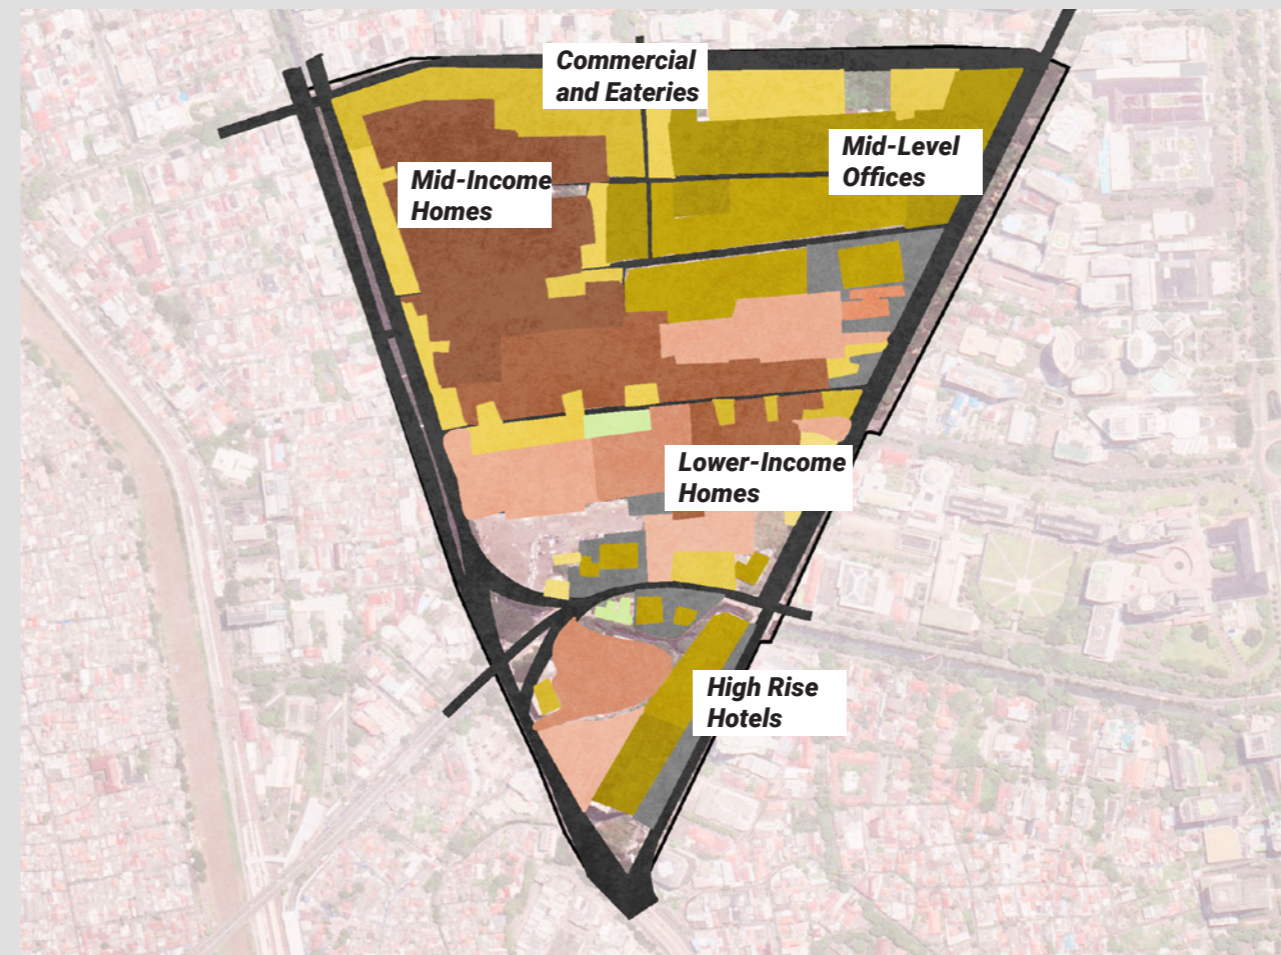 Commercial
and Eateries
Mid-Level
Offices
Mid-Income
Homes
Lower-Income
Homes
High Rise
Hotels